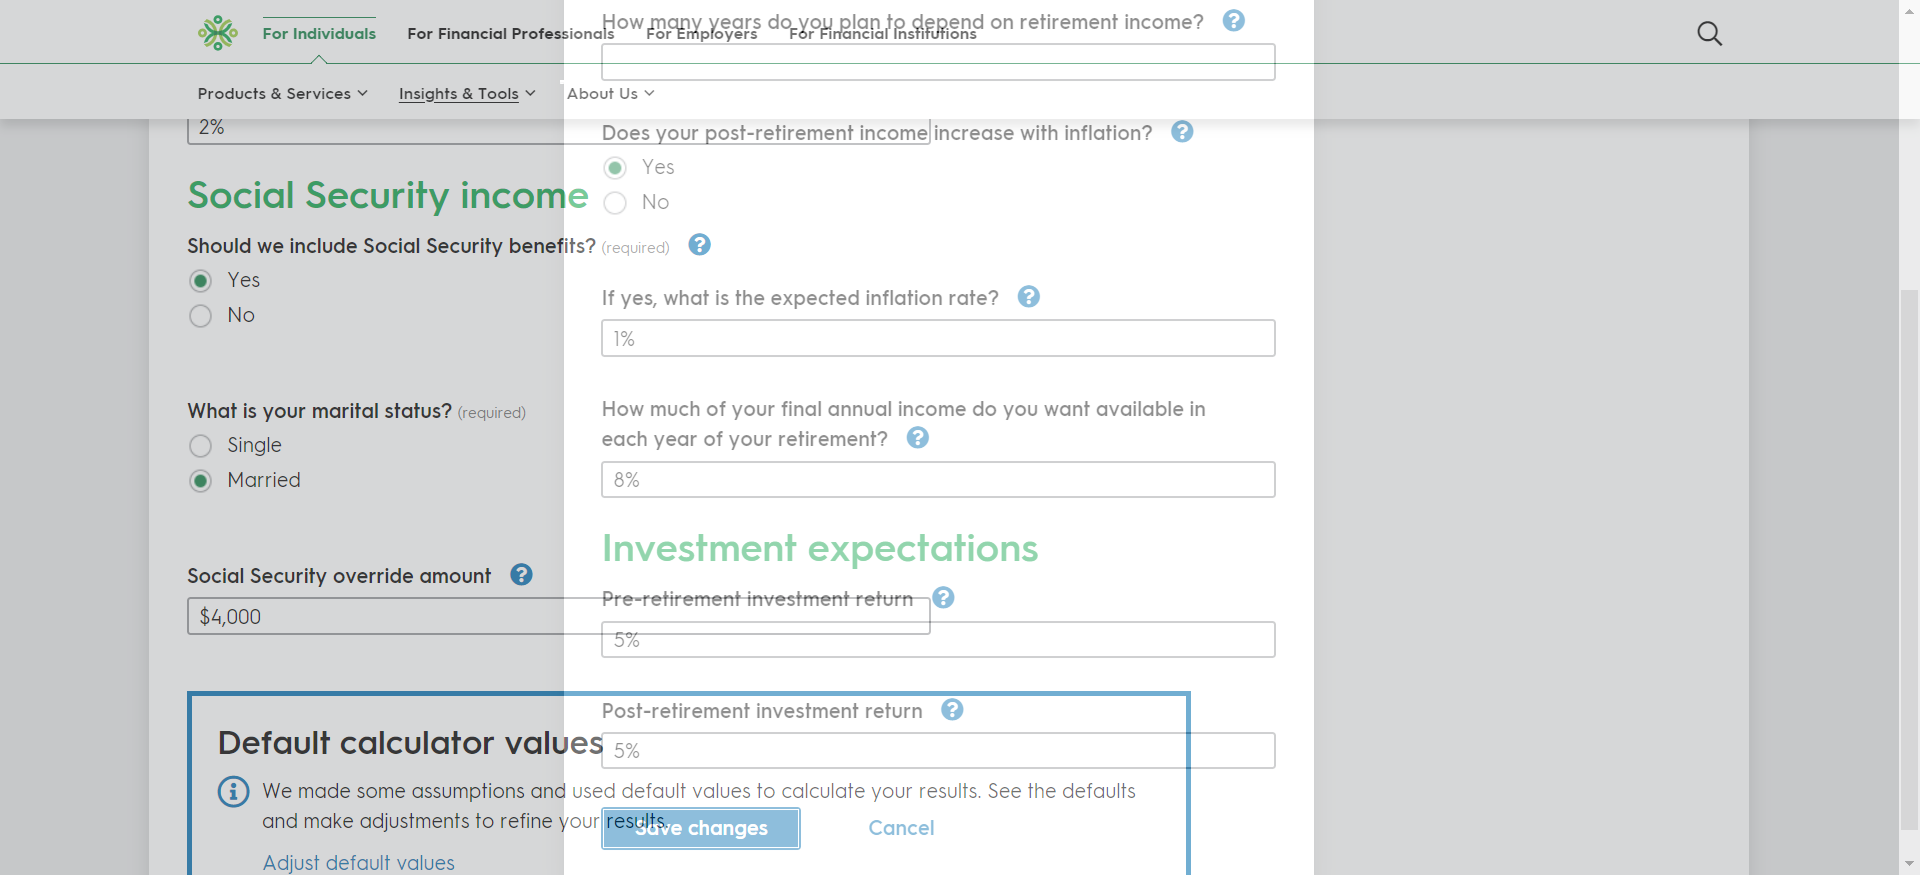 How many years do you plan to depend on retirement income? ?
For Individuals For Financial Professionals For Employers For Financial Institutions
Products & Services Insights & Tools About Us
2%
Does your post-retirement income increase with inflation? ?
Yes
No
Social Security income
Should we include Social Security benefits? (required) ?
Yes
No
If yes, what is the expected inflation rate? ?
1%
What is your marital status? (required)
Single
Married
How much of your final annual income do you want available in
each year of your retirement? ?
8%
Investment expectations
Social Security override amount ?
$4,000
Pre-retirement investment return ?
5%
Post-retirement investment return ?
5%
Default calculator values
We made some assumptions and used default values to calculate your results. See the defaults
and make adjustments to refine your results.
Adjust default values
Save changes Cancel